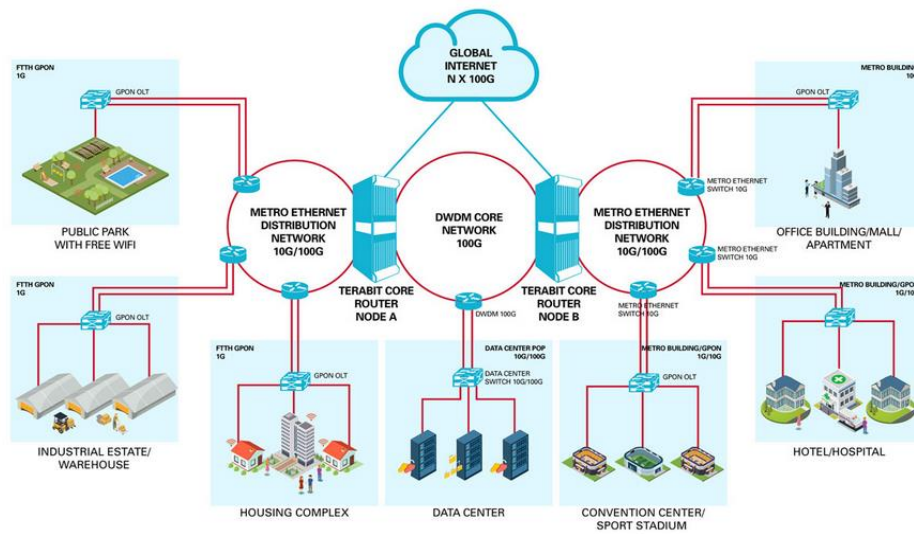 GLOBAL
INTERNET
N X 100G
FTTH GPON
1G
GPON OLT
PUBLIC PARK
WITH FREE WIFI
METRO BUILDING
GPON OLT
OFFICE BUILDING/MALL/
APARTMENT
METRO ETHERNET
SWITCH 10G
METRO ETHERNET
SWITCH 10G
METRO ETHERNET
DISTRIBUTION
NETWORK
10G/100G
DWDM CORE
NETWORK
100G
METRO ETHERNET
DISTRIBUTION
NETWORK
10G/100G
TERABIT CORE
ROUTER
NODE A
TERABIT CORE
ROUTER
NODE B
DWDM 100G
METRO ETHERNET
SWITCH 10G
FTTH GPON
1G
GPON OLT
INDUSTRIAL ESTATE/
WAREHOUSE
FTTH GPON
1G
GPON OLT
HOUSING COMPLEX
DATA CENTER POP
10G/100G
DATA CENTER
SWITCH 10G/100G
DATA CENTER
METRO BUILDING/GPON
1G/10G
GPON OLT
CONVENTION CENTER/
SPORT STADIUM
GPON OLT
HOTEL/HOSPITAL